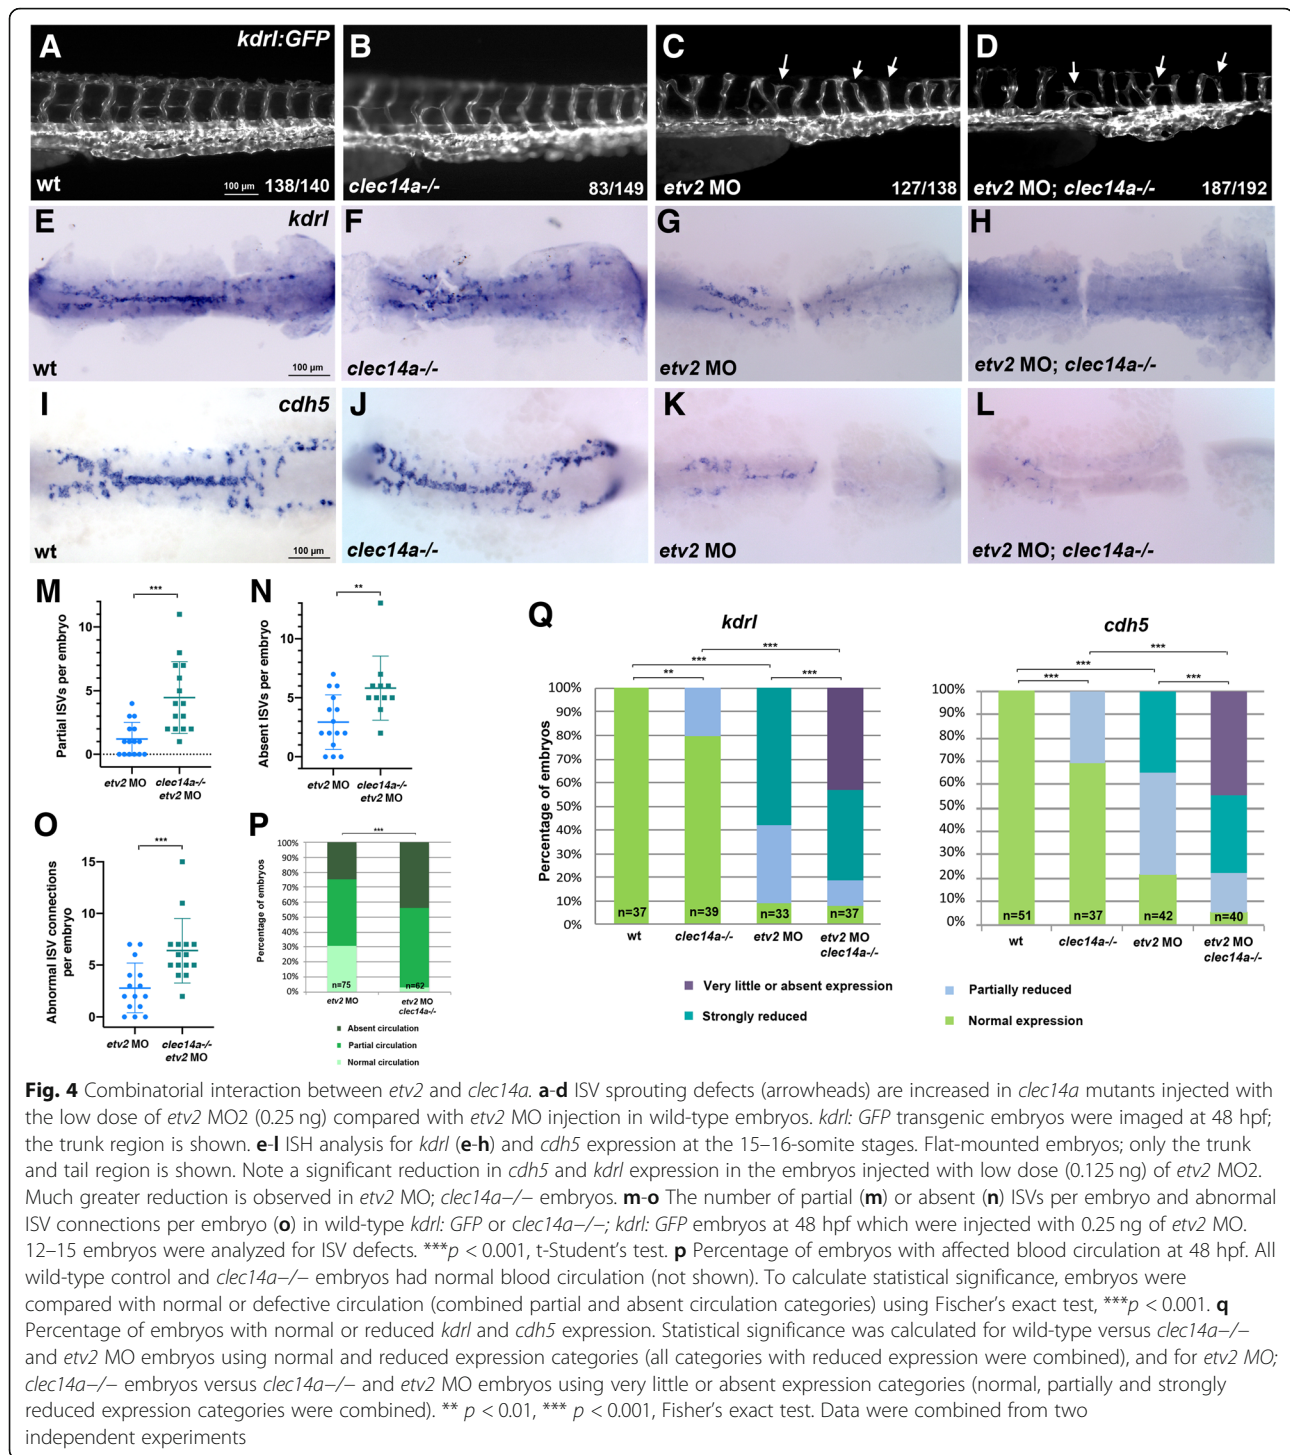 A
kdrl:GFP
wt
100 µm
138/140
B
clec14a-/-
83/149
C
etv2 MO
127/138
D
etv2 MO; clec14a-/-
187/192
E
kdrl
wt
100 µm
F
clec14a-/-
G
etv2 MO
H
etv2 MO; clec14a-/-
I
cdh5
wt
100 µm
J
clec14a-/-
K
etv2 MO
L
etv2 MO; clec14a-/-
M
***
Partial ISVs per embryo
10
5
0
etv2 MO
clec14a-/-
etv2 MO
N
**
Absent ISVs per embryo
10
5
0
etv2 MO
clec14a-/-
etv2 MO
O
***
Abnormal ISV connections
per embryo
15
10
5
0
etv2 MO
clec14a-/-
etv2 MO
P
***
Percentage of embryos
100%
90%
80%
70%
60%
50%
40%
30%
20%
10%
0%
n=75
n=62
etv2 MO
etv2 MO
clec14a-/-
Absent circulation
Partial circulation
Normal circulation
Q
kdrl
***
***
**
***
Percentage of embryos
100%
90%
80%
70%
60%
50%
40%
30%
20%
10%
0%
n=37
n=39
n=33
n=37
wt
clec14a-/-
etv2 MO
etv2 MO
clec14a-/-
cdh5
***
***
***
***
100%
90%
80%
70%
60%
50%
40%
30%
20%
10%
0%
n=51
n=37
n=42
n=40
wt
clec14a-/-
etv2 MO
etv2 MO
clec14a-/-
Very little or absent expression
Strongly reduced
Partially reduced
Normal expression
Fig. 4 Combinatorial interaction between etv2 and clec14a. a-d ISV sprouting defects (arrowheads) are increased in clec14a mutants injected with
the low dose of etv2 MO2 (0.25 ng) compared with etv2 MO injection in wild-type embryos. kdrl: GFP transgenic embryos were imaged at 48 hpf;
the trunk region is shown. e-l ISH analysis for kdrl (e-h) and cdh5 expression at the 15–16-somite stages. Flat-mounted embryos; only the trunk
and tail region is shown. Note a significant reduction in cdh5 and kdrl expression in the embryos injected with low dose (0.125 ng) of etv2 MO2.
Much greater reduction is observed in etv2 MO; clec14a−/− embryos. m-o The number of partial (m) or absent (n) ISVs per embryo and abnormal
ISV connections per embryo (o) in wild-type kdrl: GFP or clec14a−/−; kdrl: GFP embryos at 48 hpf which were injected with 0.25 ng of etv2 MO.
12–15 embryos were analyzed for ISV defects. ***p < 0.001, t-Student's test. p Percentage of embryos with affected blood circulation at 48 hpf. All
wild-type control and clec14a−/− embryos had normal blood circulation (not shown). To calculate statistical significance, embryos were
compared with normal or defective circulation (combined partial and absent circulation categories) using Fischer's exact test, ***p < 0.001. q
Percentage of embryos with normal or reduced kdrl and cdh5 expression. Statistical significance was calculated for wild-type versus clec14a−/−
and etv2 MO embryos using normal and reduced expression categories (all categories with reduced expression were combined), and for etv2 MO;
clec14a−/− embryos versus clec14a−/− and etv2 MO embryos using very little or absent expression categories (normal, partially and strongly
reduced expression categories were combined). ** p < 0.01, *** p < 0.001, Fisher's exact test. Data were combined from two
independent experiments